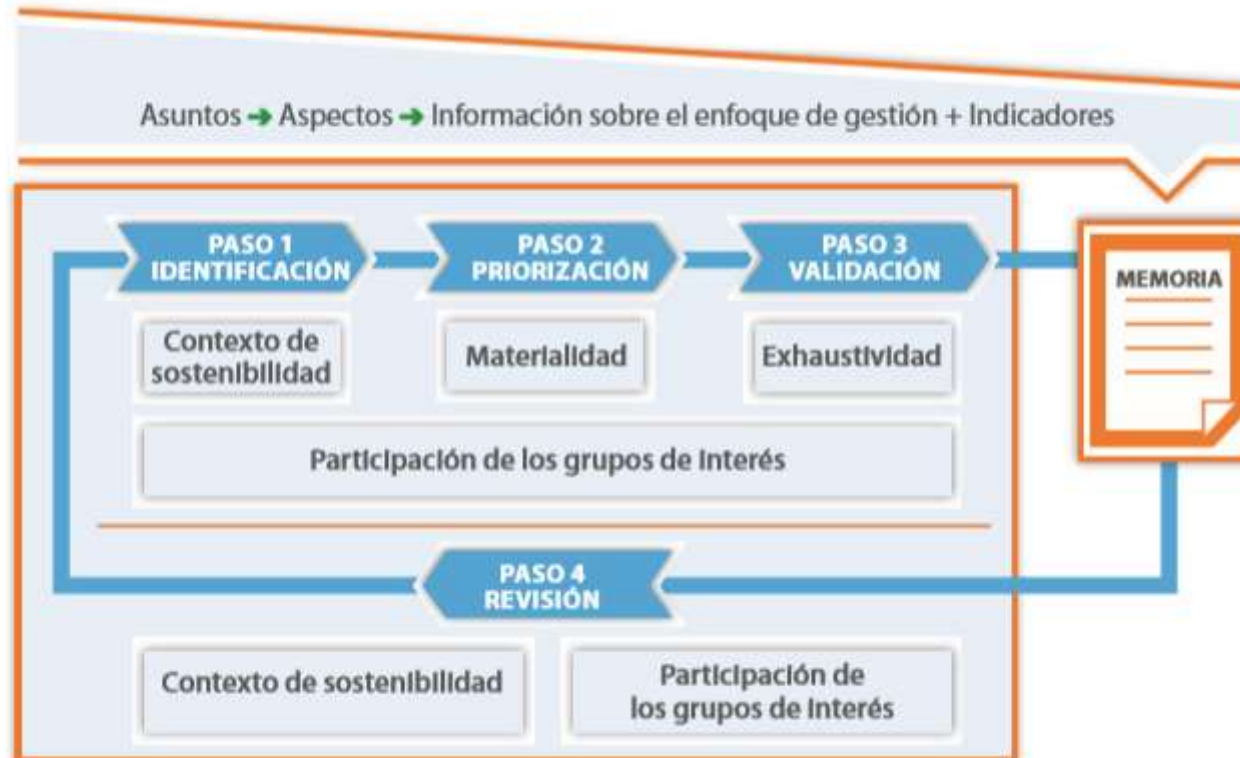 Asuntos ➔ Aspectos ➔ Información sobre el enfoque de gestión + Indicadores
PASO 1
IDENTIFICACIÓN
PASO 2
PRIORIZACIÓN
PASO 3
VALIDACIÓN
MEMORIA
Contexto de
sostenibilidad
Materialidad
Exhaustividad
Participación de los grupos de interés
PASO 4
REVISIÓN
Contexto de sostenibilidad
Participación de
los grupos de interés